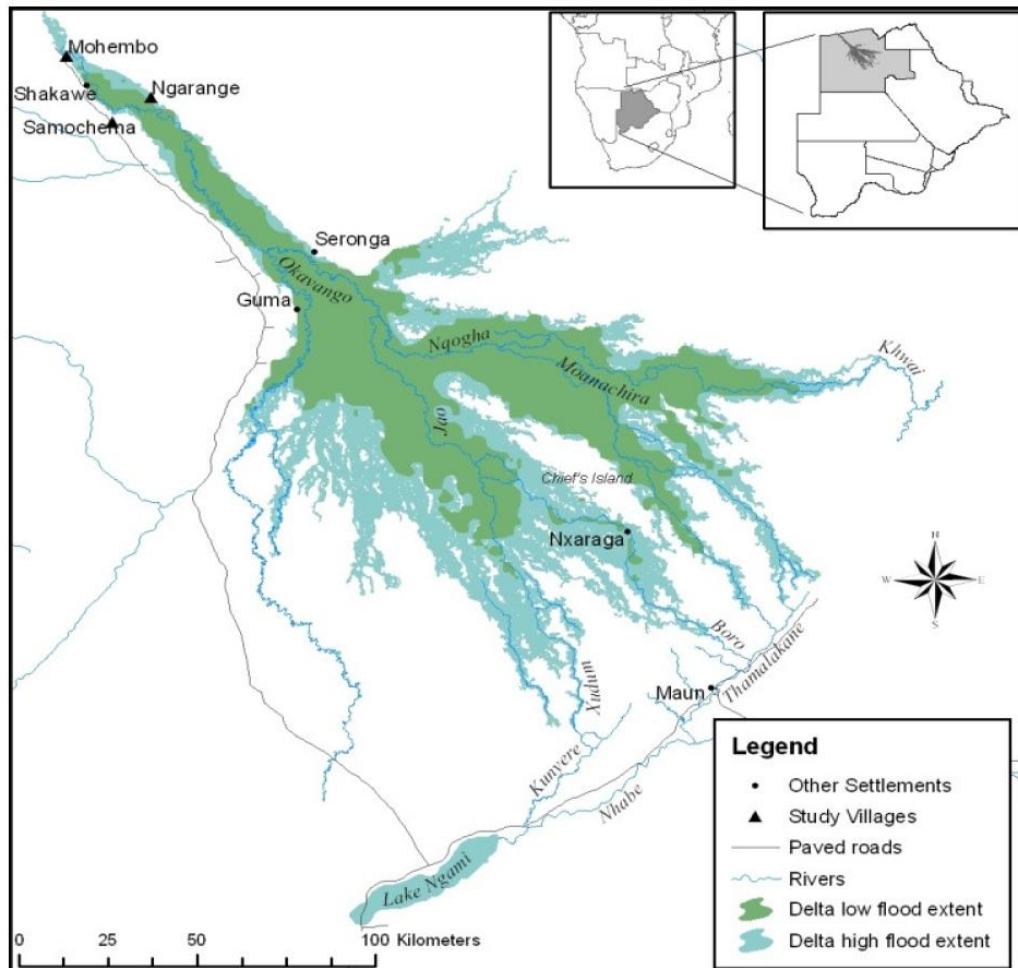 Mohembo
Shakawe
Ngarange
Samochema
Seronga
Okavango
Guma
Nqogha
Moanachira
Khwai
Jao
Chief's Island
Nxaraga
N
W
E
S
Boro
Thamalakane
Xudum
Maun
Kunyere
Nhabe
Lake Ngami
Legend
Other Settlements
Study Villages
Paved roads
Rivers
Delta low flood extent
Delta high flood extent
0 25 50 100 Kilometers